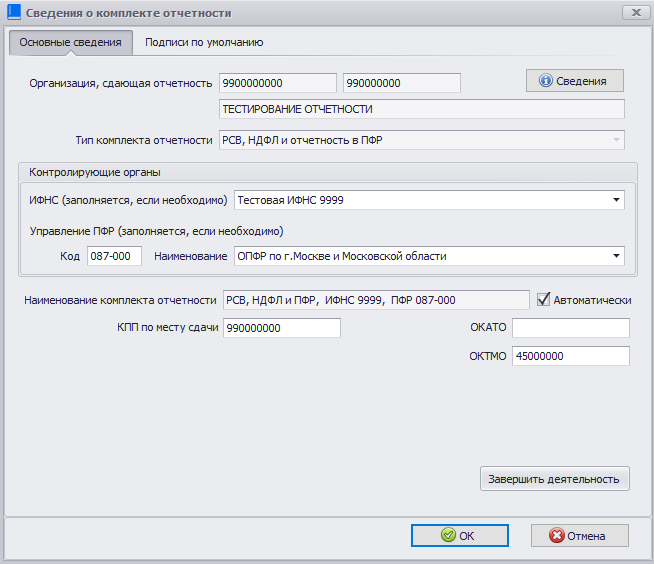 Сведения о комплекте отчетности
Основные сведения Подписи по умолчанию
Организация, сдающая отчетность 9900000000 990000000 Сведения
ТЕСТИРОВАНИЕ ОТЧЕТНОСТИ
Тип комплекта отчетности РСВ, НДФЛ и отчетность в ПФР
Контролирующие органы
ИФНС (заполняется, если необходимо) Тестовая ИФНС 9999
Управление ПФР (заполняется, если необходимо)
Код 087-000 Наименование ОПФР по г.Москве и Московской области
Наименование комплекта отчетности РСВ, НДФЛ и ПФР, ИФНС 9999, ПФР 087-000 Автоматически
КПП по месту сдачи 990000000 ОКАТО
ОКТМО 45000000
Завершить деятельность
ОК Отмена